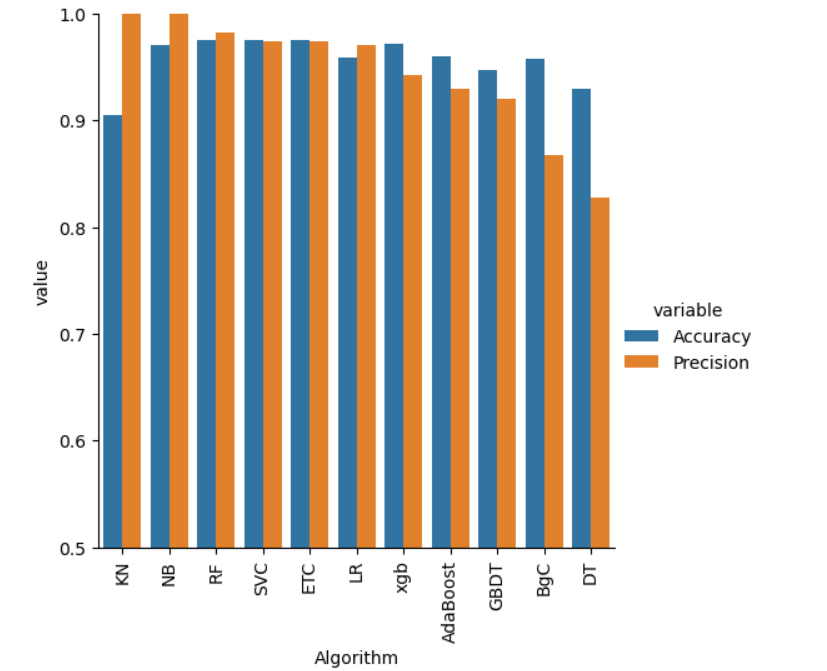 1.0
0.9
0.8
0.7
0.6
0.5
value
KN
NB
RF
SVC
ETC
LR
xgb
AdaBoost
GBDT
BgC
DT
Algorithm
variable
Accuracy
Precision